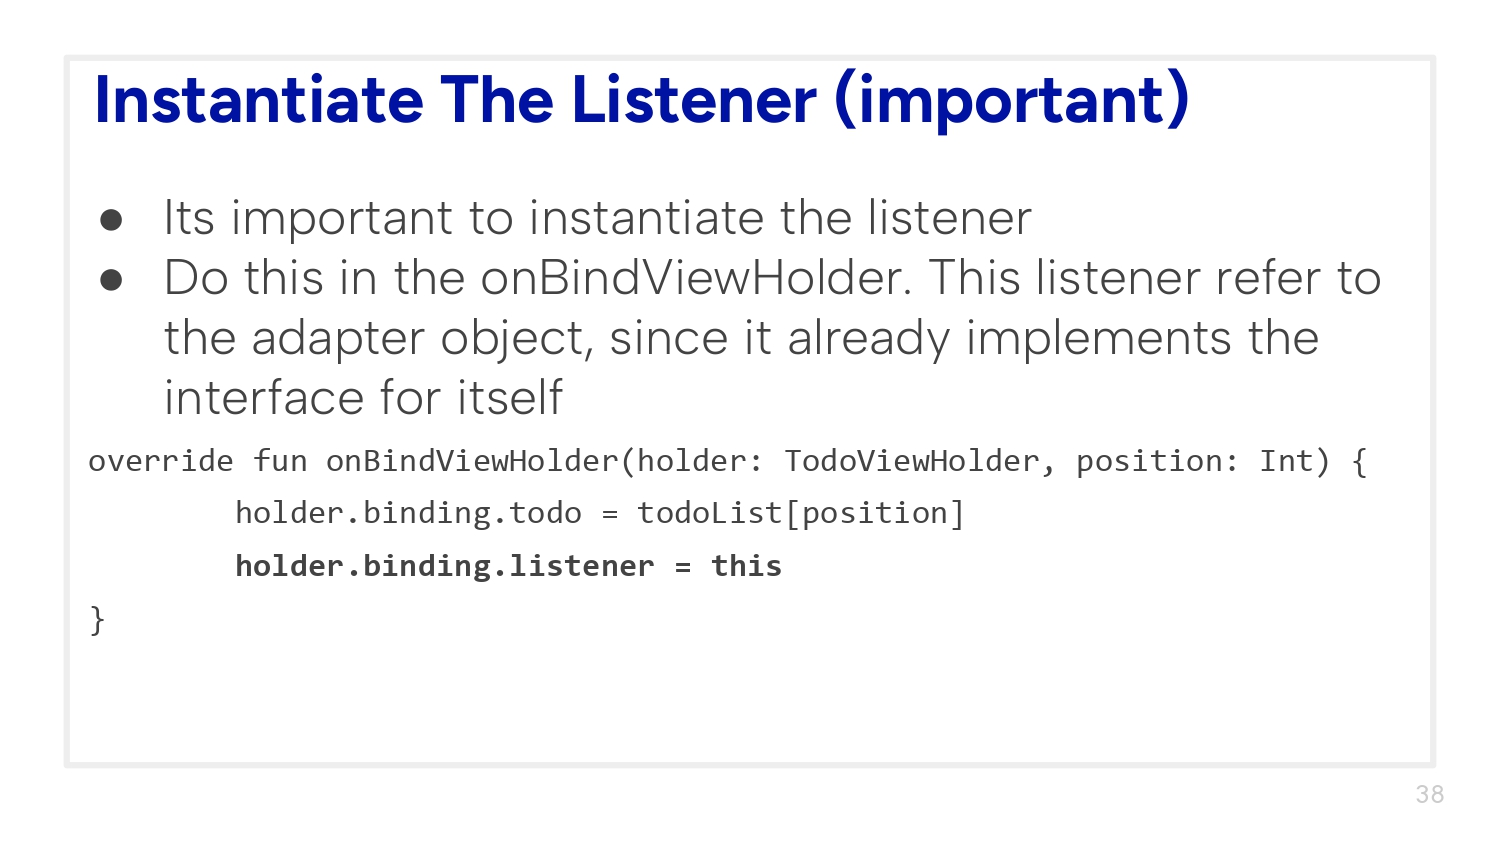 Instantiate The Listener (important)
● Its important to instantiate the listener
● Do this in the onBindViewHolder. This listener refer to
the adapter object, since it already implements the
interface for itself
override fun onBindViewHolder(holder: TodoViewHolder, position: Int) {
holder.binding.todo = todoList[position]
holder.binding.listener = this
}
38